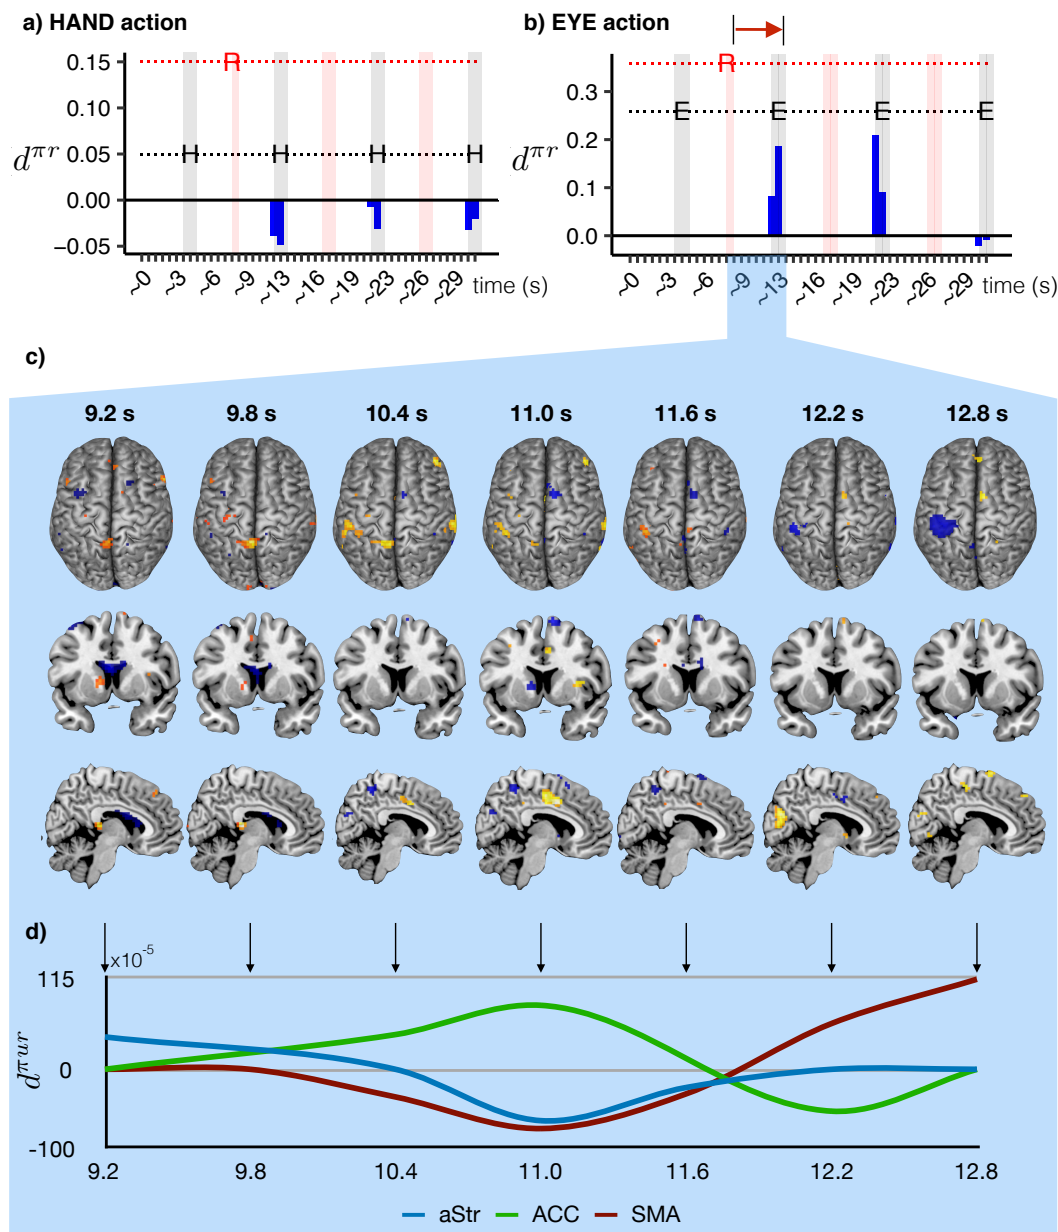 a) HAND action
b) EYE action
0.15
0.10
0.05
0.00
−0.05
d^{πr}
R
H H H H
~0 ~3 ~6 ~9 ~13 ~16 ~19 ~23 ~26 ~29 time (s)
0.3
0.2
0.1
0.0
d^{πr}
R
E E E E
~0 ~3 ~6 ~9 ~13 ~16 ~19 ~23 ~26 ~29 time (s)
c)
9.2 s 9.8 s 10.4 s 11.0 s 11.6 s 12.2 s 12.8 s
d)
x10^{-5}
115
0
-100
d^{πur}
9.2 9.8 10.4 11.0 11.6 12.2 12.8
aStr ACC SMA